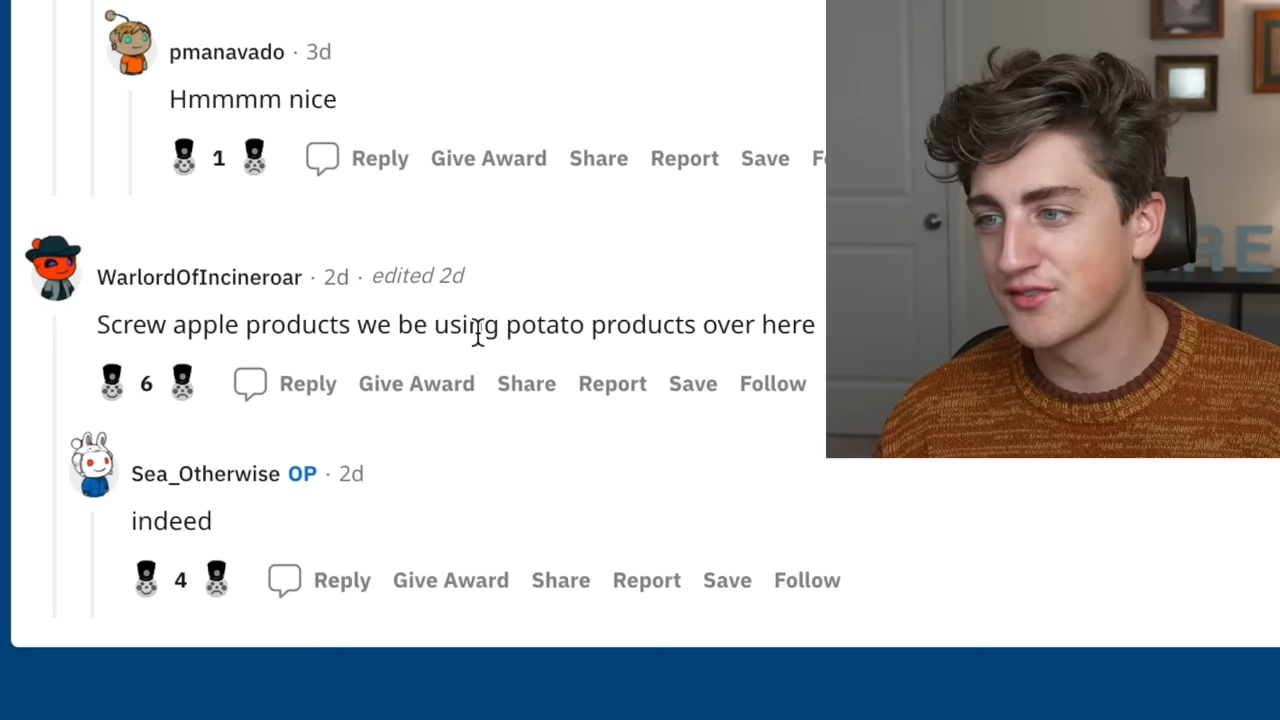 pmanavado · 3d
Hmmmm nice
1 Reply Give Award Share Report Save
WarlordOfIncineroar · 2d · edited 2d
Screw apple products we be using potato products over here
6 Reply Give Award Share Report Save Follow
Sea_Otherwise OP · 2d
indeed
4 Reply Give Award Share Report Save Follow
RE